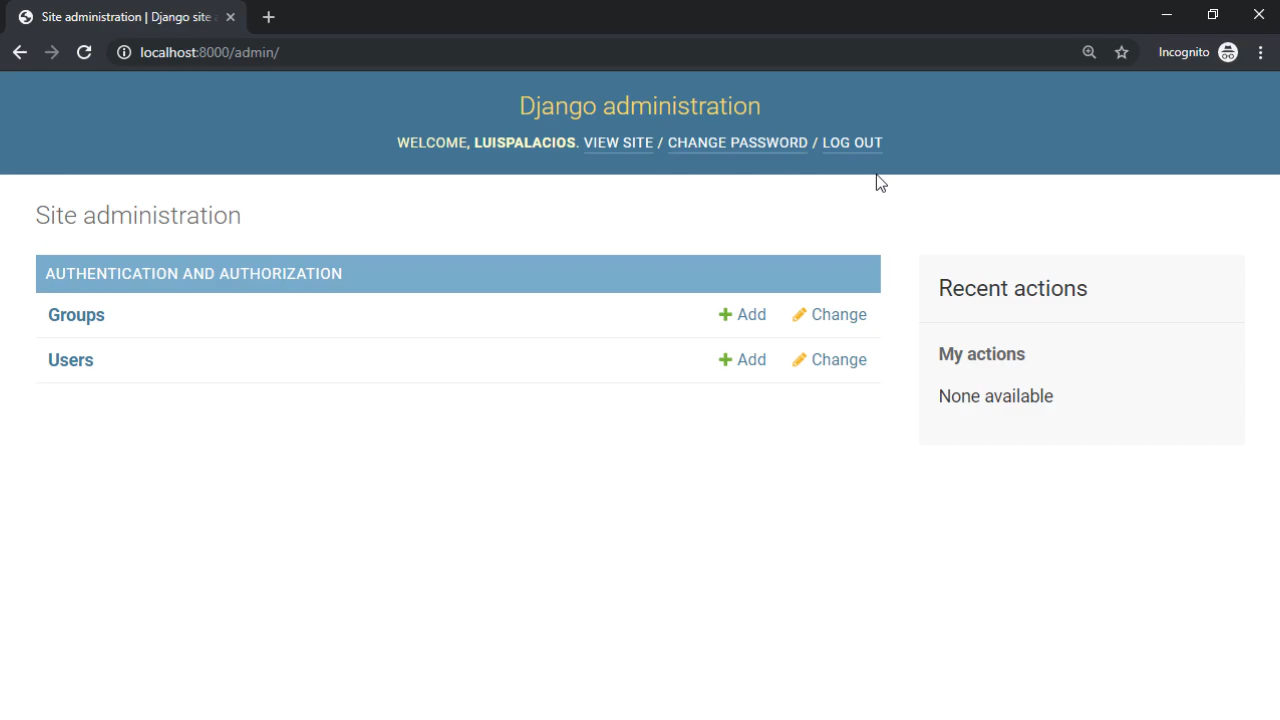 Site administration | Django site a
localhost:8000/admin/
Incognito
Django administration
WELCOME, LUISPALACIOS. VIEW SITE / CHANGE PASSWORD / LOG OUT
Site administration
AUTHENTICATION AND AUTHORIZATION
Groups Add Change
Users Add Change
Recent actions
My actions
None available